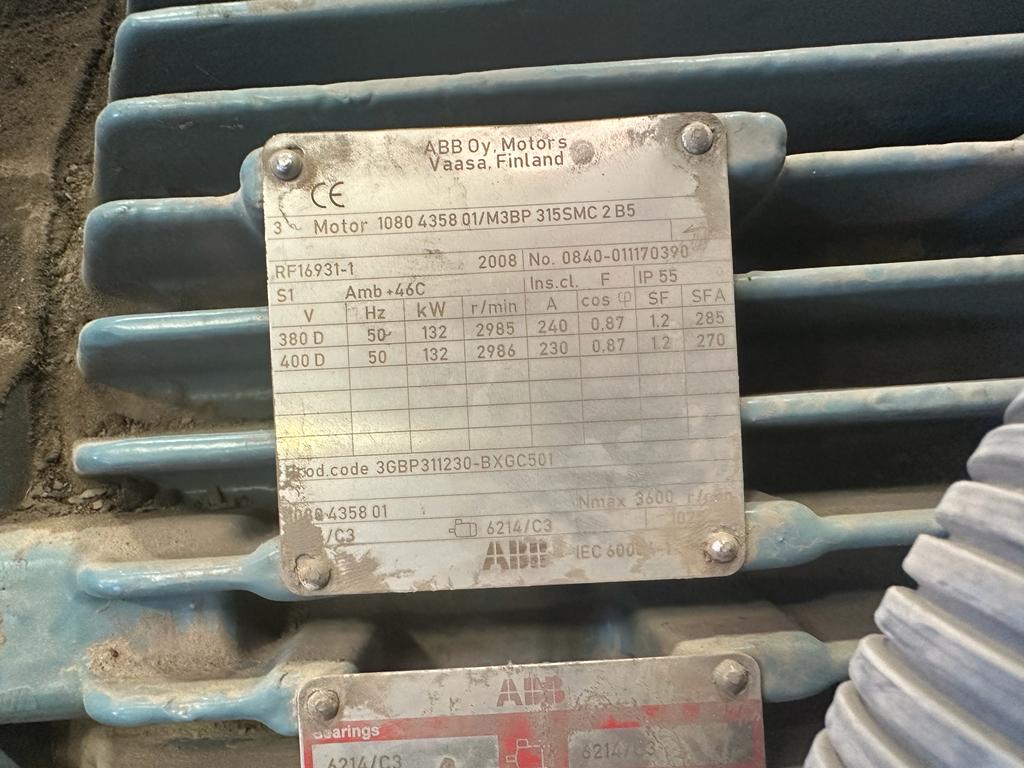 ABB Oy, Motors
Vaasa, Finland
CE
3~ Motor 1080 4358 01/M3BP 315SMC 2 B5
RF16931-1 2008 No. 0840-011170390
S1 Amb +46C Ins.cl. F IP 55
V Hz kW r/min A cos φ SF SFA
380 D 50 132 2985 240 0,87 1.2 285
400 D 50 132 2986 230 0,87 1.2 270
Prod.code 3GBP311230-BXGC501
1080 4358 01 Nmax 3600 r/min
/C3 6214/C3
ABB IEC
ABB
Bearings
6214/C3 6214/C3